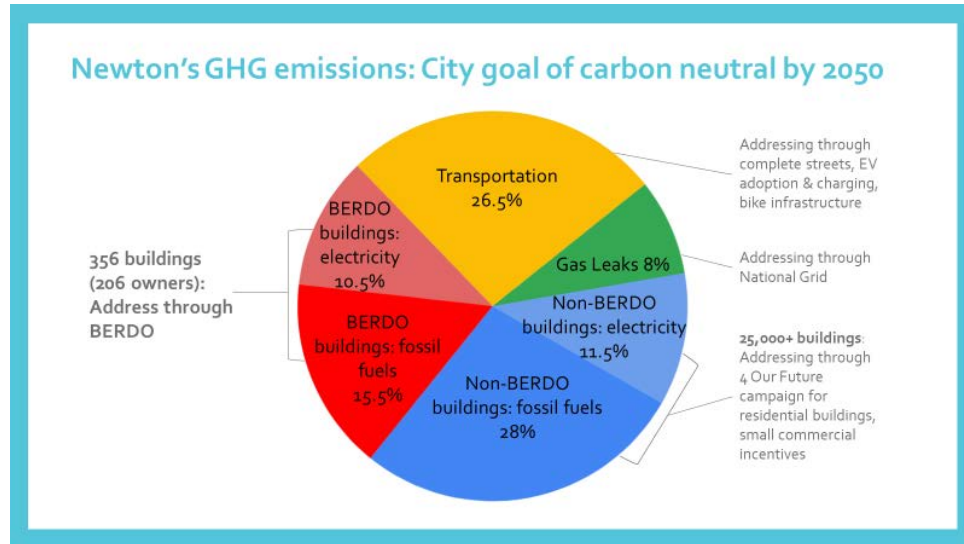 Newton's GHG emissions: City goal of carbon neutral by 2050
Transportation
26.5%
Addressing through
complete streets, EV
adoption & charging,
bike infrastructure
BERDO
buildings:
electricity
10.5%
356 buildings
(206 owners):
Address through
BERDO
Gas Leaks 8%
Addressing through
National Grid
Non-BERDO
buildings: electricity
11.5%
BERDO
buildings: fossil
fuels
15.5%
25,000+ buildings:
Addressing through
4 Our Future
campaign for
residential buildings,
small commercial
incentives
Non-BERDO
buildings: fossil fuels
28%